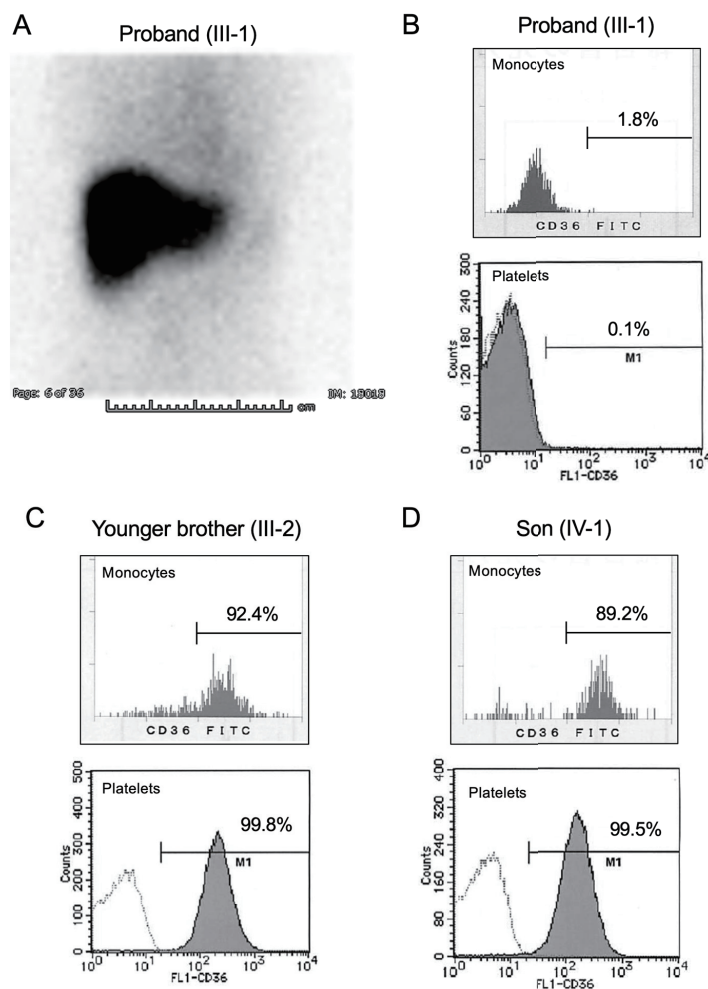 A
Proband (III-1)
Page: 6 of 36
IM: 18018
cm
B
Proband (III-1)
Monocytes
1.8%
CD36 FITC
Platelets
0.1%
M1
Counts
300
240
180
120
60
0
10^0 10^1 10^2 10^3 10^4
FL1-CD36
C
Younger brother (III-2)
Monocytes
92.4%
CD36 FITC
Platelets
99.8%
M1
Counts
500
400
300
200
100
0
10^0 10^1 10^2 10^3 10^4
FL1-CD36
D
Son (IV-1)
Monocytes
89.2%
CD36 FITC
Platelets
99.5%
M1
Counts
400
320
240
160
80
0
10^0 10^1 10^2 10^3 10^4
FL1-CD36